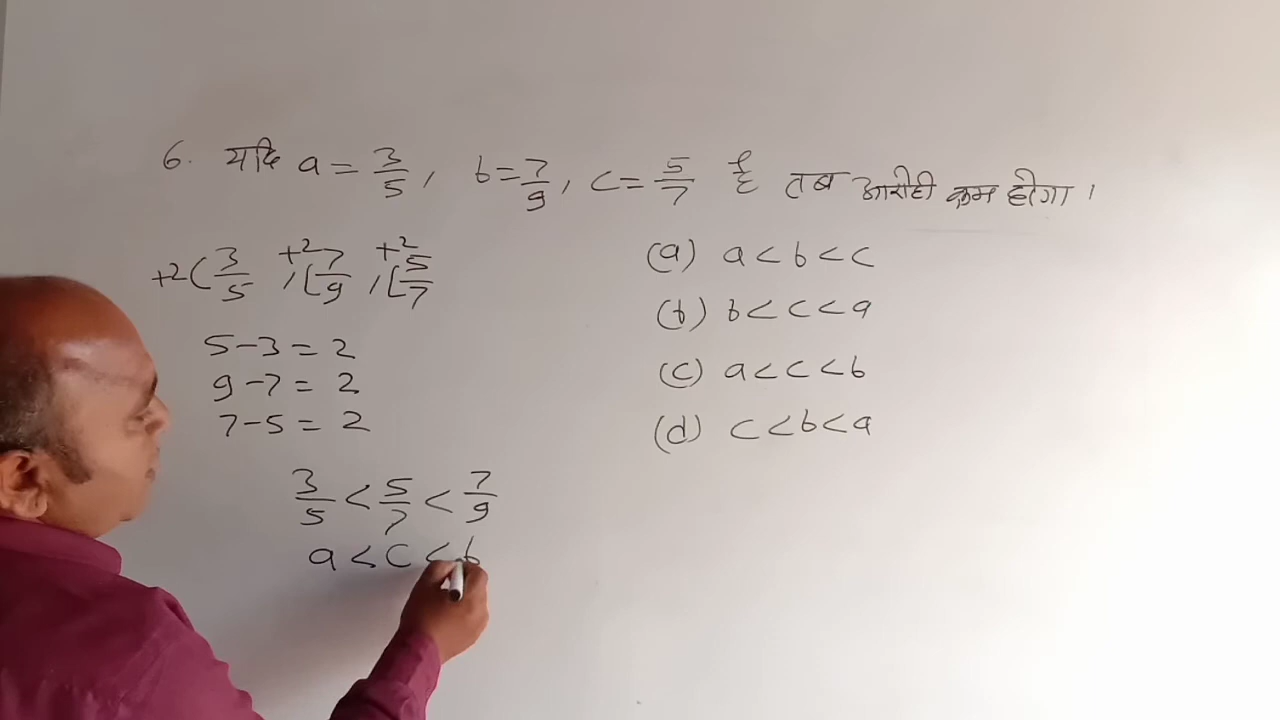 6. यदि a = 3/5, b = 7/9, c = 5/7 है तब आरोही क्रम होगा।
+2( 3/5 , +2[ 7/9 , +2[ 5/7
5-3 = 2
9-7 = 2
7-5 = 2
3/5 < 5/7 < 7/9
a < c < b
(a) a < b < c
(b) b < c < a
(c) a < c < b
(d) c < b < a